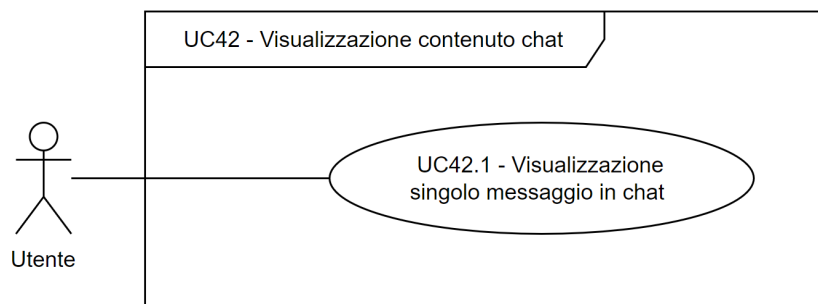 UC42 - Visualizzazione contenuto chat
UC42.1 - Visualizzazione
singolo messaggio in chat
Utente